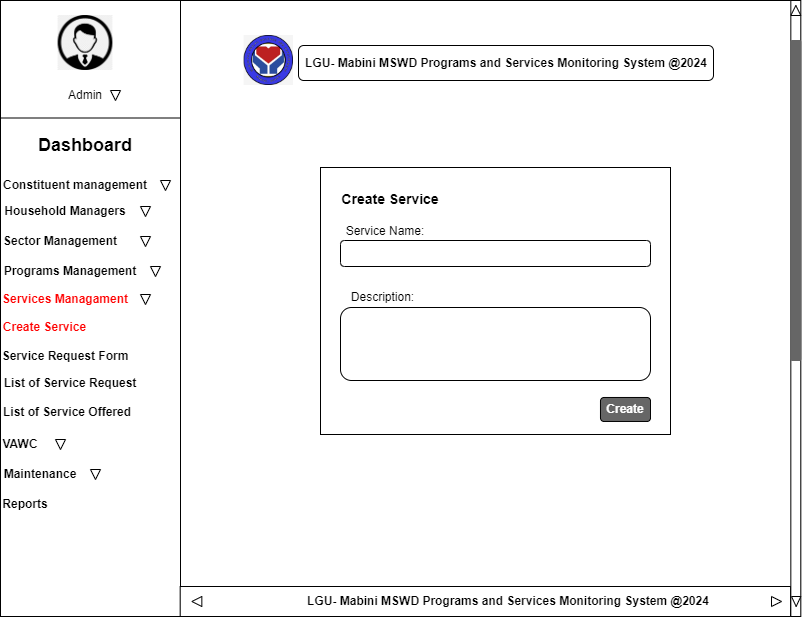 Admin
Dashboard
Constituent management
Household Managers
Sector Management
Programs Management
Services Managament
Create Service
Service Request Form
List of Service Request
List of Service Offered
VAWC
Maintenance
Reports
LGU- Mabini MSWD Programs and Services Monitoring System @2024
Create Service
Service Name:
Description:
Create
LGU- Mabini MSWD Programs and Services Monitoring System @2024